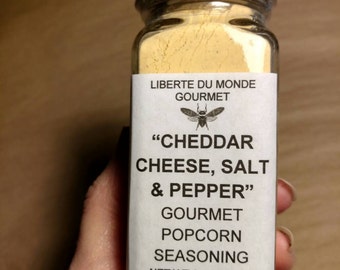 LIBERTE DU MONDE
GOURMET
“CHEDDAR
CHEESE, SALT
& PEPPER”
GOURMET
POPCORN
SEASONING